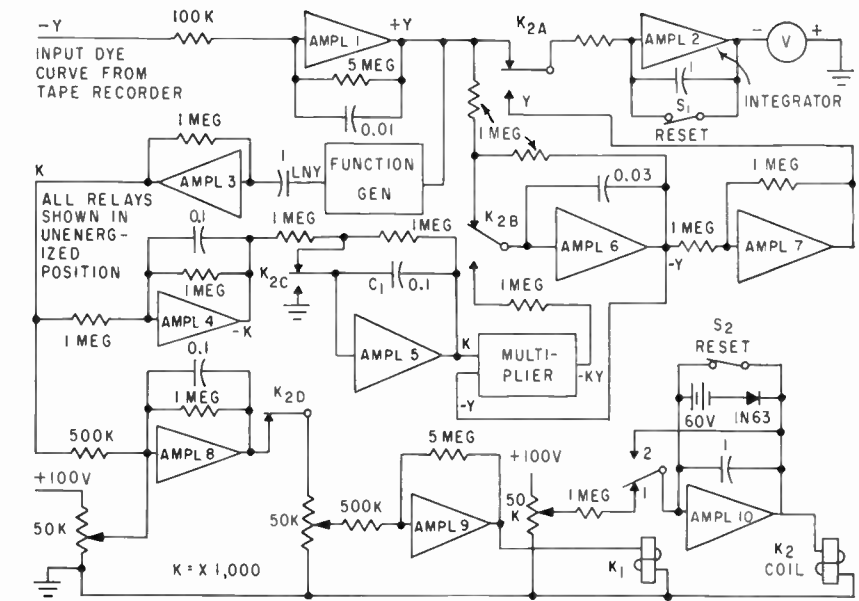 -Y
100K
AMPL 1
+Y
K2A
AMPL 2
-
V
+
INPUT DYE
CURVE FROM
TAPE RECORDER
5 MEG
0.01
1
INTEGRATOR
S1
RESET
Y
1 MEG
1 MEG
K
AMPL 3
1
LNY
FUNCTION
GEN
0.03
1 MEG
ALL RELAYS
SHOWN IN
UNENERG-
IZED
POSITION
0.1
1 MEG
1 MEG
1 MEG
K2B
AMPL 6
1 MEG
AMPL 7
-Y
K2C
C1
0.1
1 MEG
1 MEG
AMPL 4
-K
AMPL 5
K
MULTI-
PLIER
-KY
-Y
S2
RESET
0.1
1 MEG
K2D
60V
1N63
500K
AMPL 8
5 MEG
+100V
2
1
1
+100V
50K
50K
500K
AMPL 9
50
K
1 MEG
AMPL 10
K = X 1,000
K1
K2
COIL